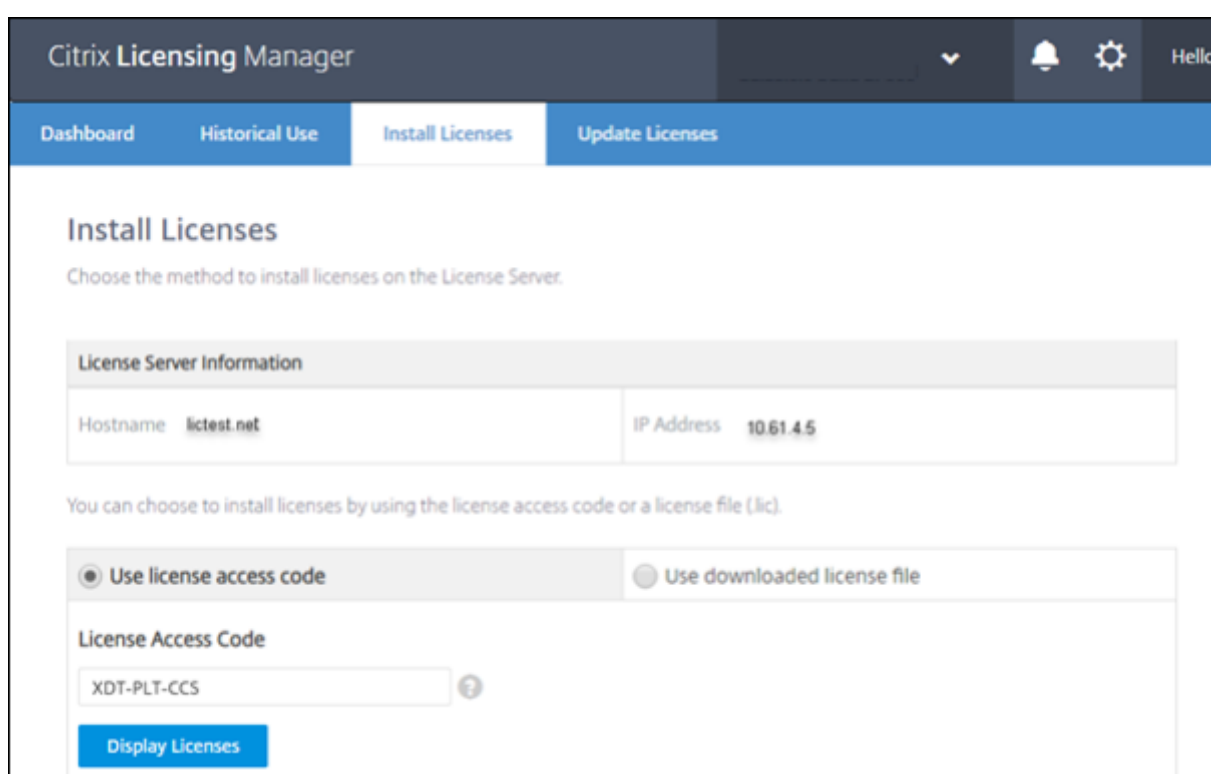 Citrix Licensing Manager
Hello
Dashboard Historical Use Install Licenses Update Licenses
Install Licenses
Choose the method to install licenses on the License Server.
License Server Information
Hostname lictest.net IP Address 10.61.4.5
You can choose to install licenses by using the license access code or a license file (.lic).
Use license access code Use downloaded license file
License Access Code
XDT-PLT-CCS ?
Display Licenses